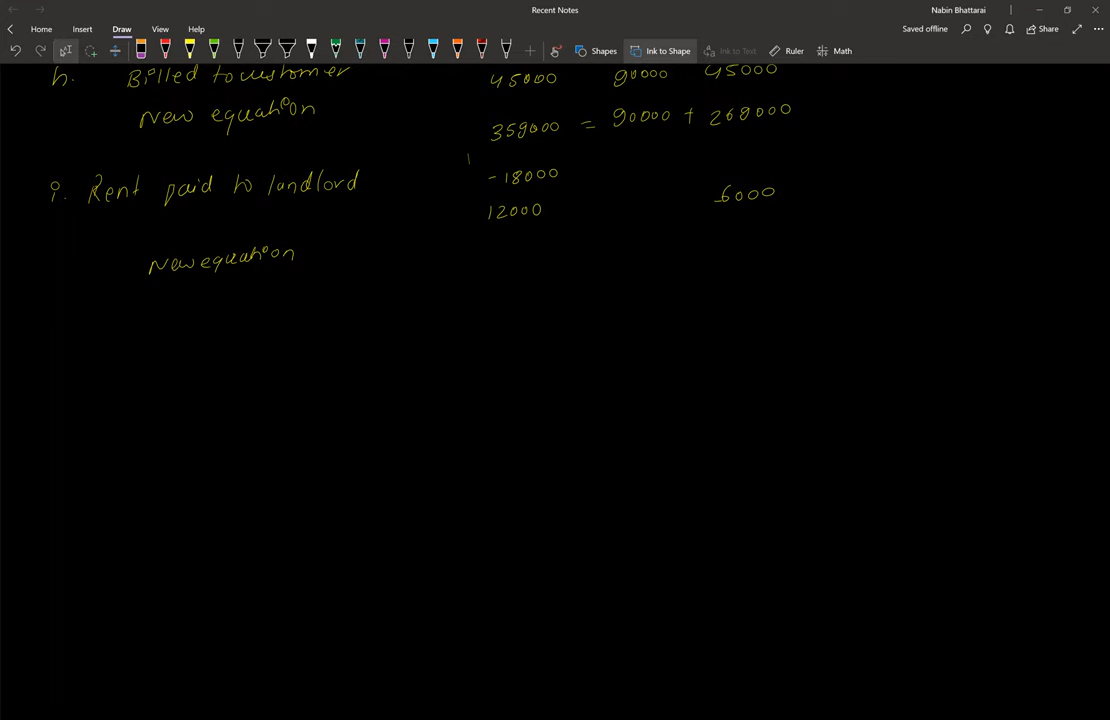 Recent Notes
Nabin Bhattarai
Home Insert Draw View Help
Saved offline
Share
Shapes
Ink to Shape
Ink to Text
Ruler
Math
h. Billed to customer 45000 90000 45000
New equation 359000 = 90000 + 269000
i. Rent paid to landlord -18000
12000 -6000
New equation